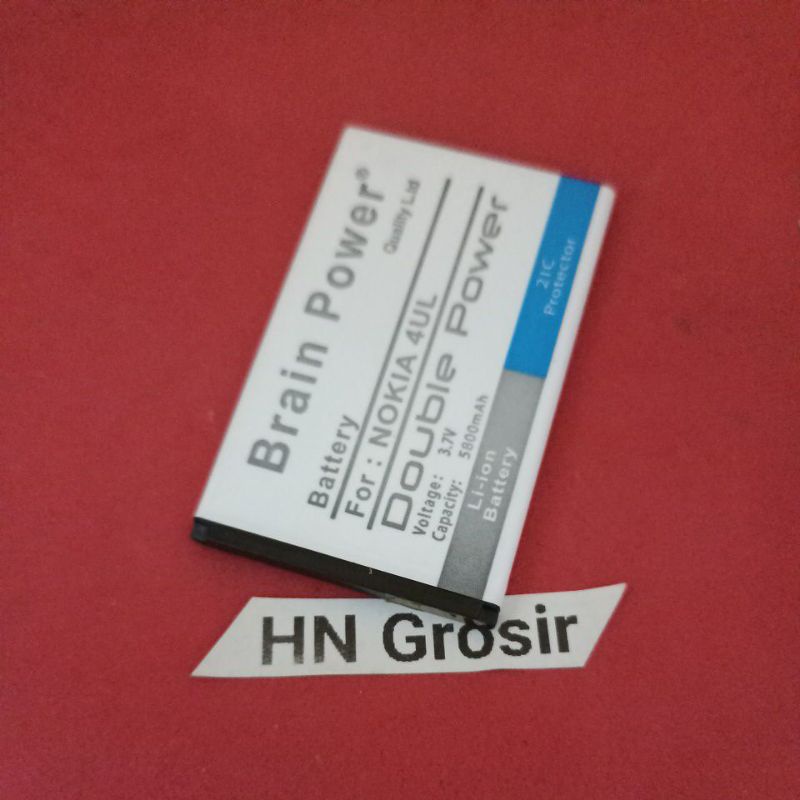 Brain Power®
Quality Ltd
Battery
For : NOKIA 4UL
Double Power
Voltage: 3.7V
Capacity: 5800mAh
Li-ion
Battery
2IC
Protector
HN Grosir